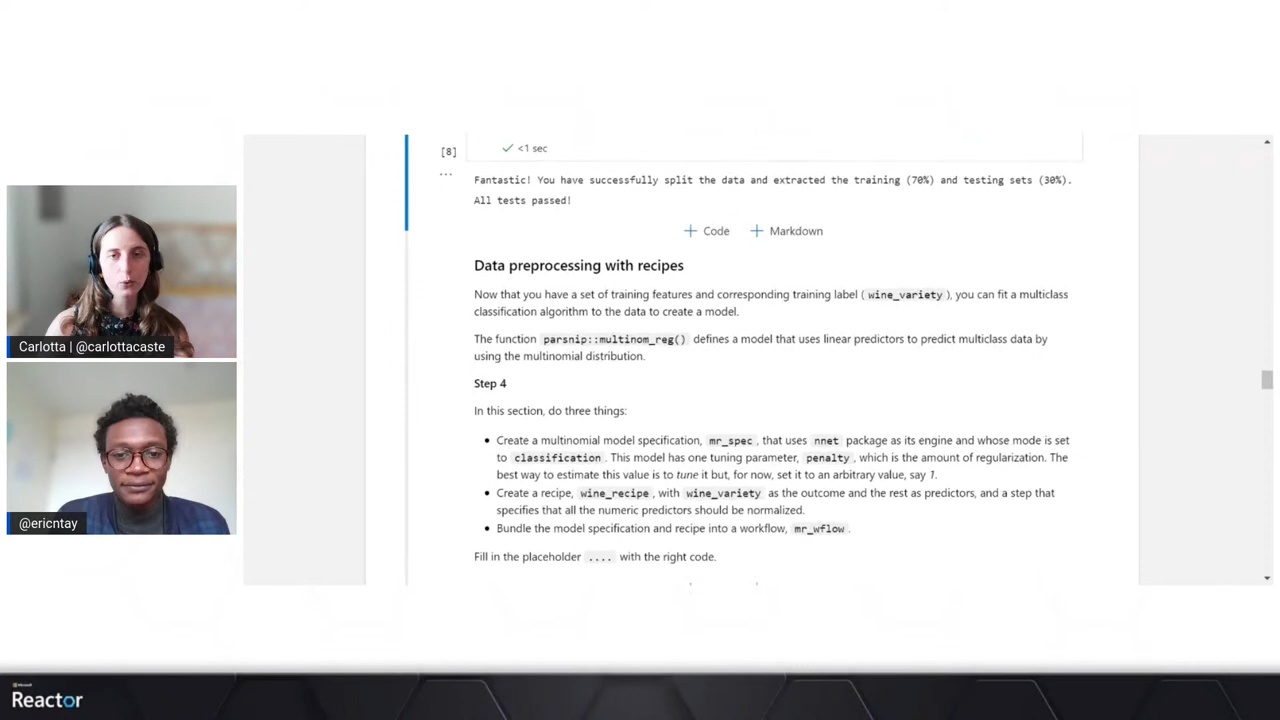 [8]
<1 sec
...
Fantastic! You have successfully split the data and extracted the training (70%) and testing sets (30%).
All tests passed!
+ Code + Markdown
Data preprocessing with recipes
Now that you have a set of training features and corresponding training label ( wine_variety ), you can fit a multiclass
classification algorithm to the data to create a model.
The function parsnip::multinom_reg() defines a model that uses linear predictors to predict multiclass data by
using the multinomial distribution.
Step 4
In this section, do three things:
• Create a multinomial model specification, mr_spec , that uses nnet package as its engine and whose mode is set
to classification . This model has one tuning parameter, penalty , which is the amount of regularization. The
best way to estimate this value is to tune it but, for now, set it to an arbitrary value, say 1.
• Create a recipe, wine_recipe , with wine_variety as the outcome and the rest as predictors, and a step that
specifies that all the numeric predictors should be normalized.
• Bundle the model specification and recipe into a workflow, mr_wflow .
Fill in the placeholder .... with the right code.
Carlotta | @carlottacaste
@ericntay
Microsoft
Reactor